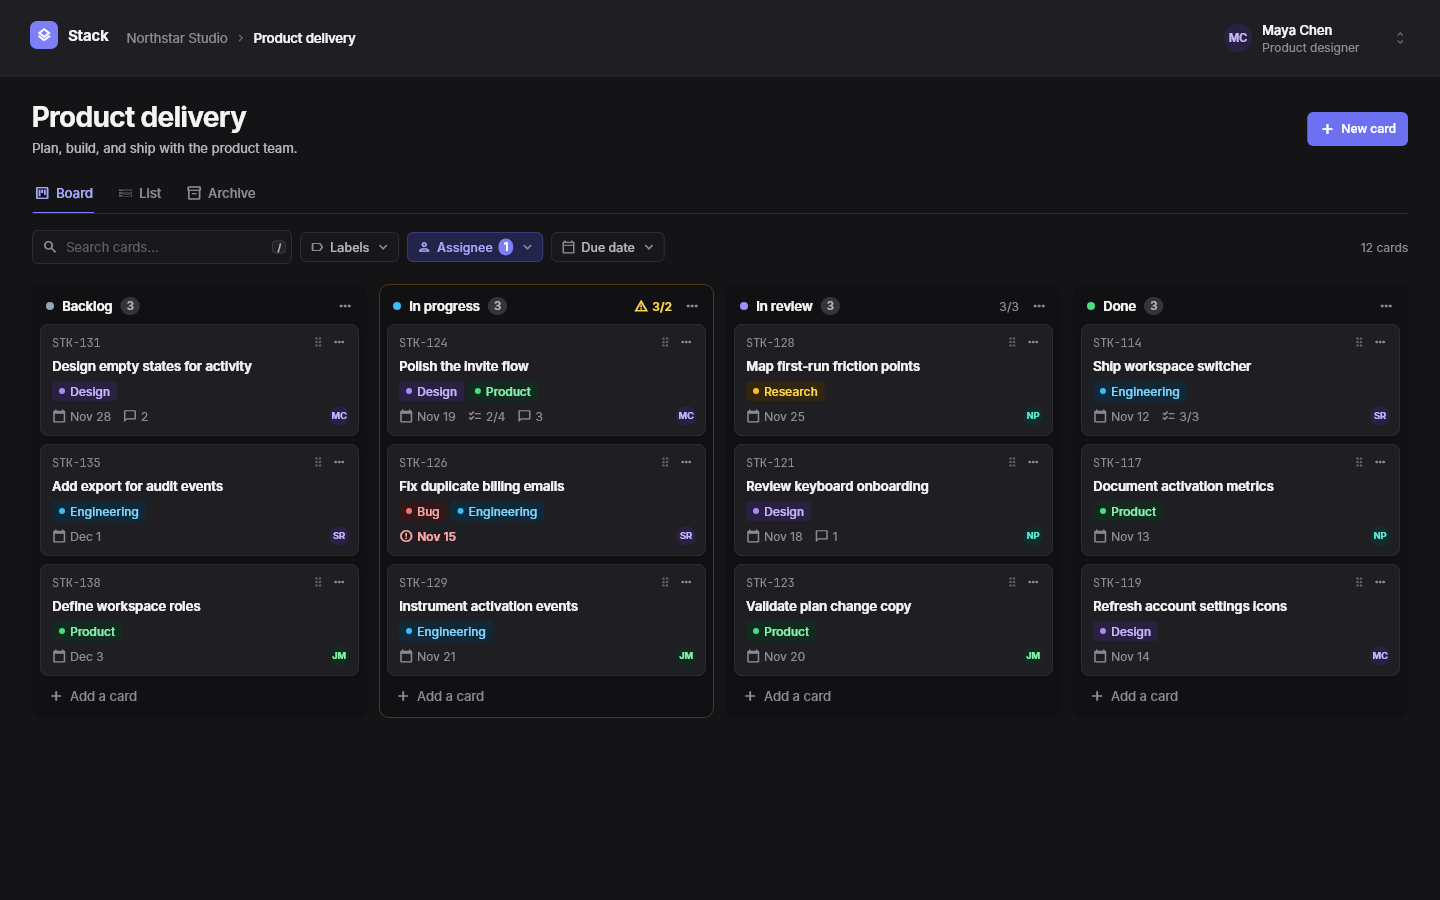 Stack Northstar Studio › Product delivery
MC Maya Chen
Product designer
Product delivery
Plan, build, and ship with the product team.
+ New card
Board List Archive
Search cards... /
Labels
Assignee 1
Due date
12 cards
Backlog 3
STK-131
Design empty states for activity
Design
Nov 28 2 MC
STK-135
Add export for audit events
Engineering
Dec 1 SR
STK-138
Define workspace roles
Product
Dec 3 JM
+ Add a card
In progress 3 3/2
STK-124
Polish the invite flow
Design Product
Nov 19 2/4 3 MC
STK-126
Fix duplicate billing emails
Bug Engineering
Nov 15 SR
STK-129
Instrument activation events
Engineering
Nov 21 JM
+ Add a card
In review 3 3/3
STK-128
Map first-run friction points
Research
Nov 25 NP
STK-121
Review keyboard onboarding
Design
Nov 18 1 NP
STK-123
Validate plan change copy
Product
Nov 20 JM
+ Add a card
Done 3
STK-114
Ship workspace switcher
Engineering
Nov 12 3/3 SR
STK-117
Document activation metrics
Product
Nov 13 NP
STK-119
Refresh account settings icons
Design
Nov 14 MC
+ Add a card